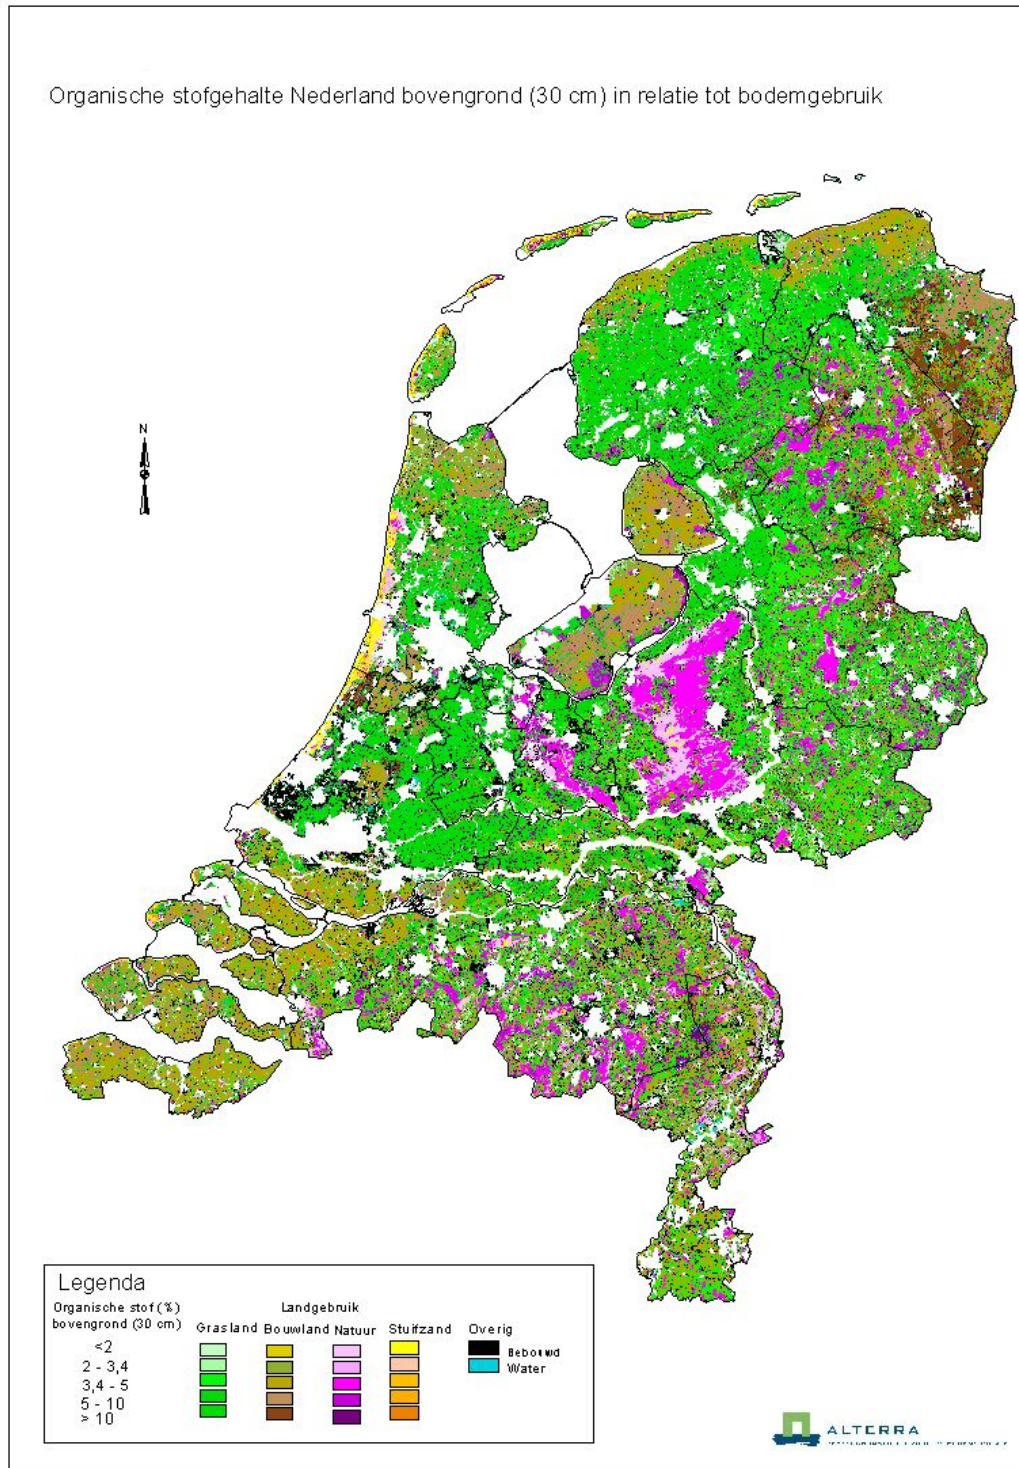 Organische stofgehalte Nederland bovengrond (30 cm) in relatie tot bodemgebruik
N
Legenda
Organische stof (%)
bovengrond (30 cm)
Landgebruik
Grasland Bouwland Natuur Stuifzand Overig
<2
2 - 3,4
3,4 - 5
5 - 10
> 10
Bebouwd
Water
ALTERRA